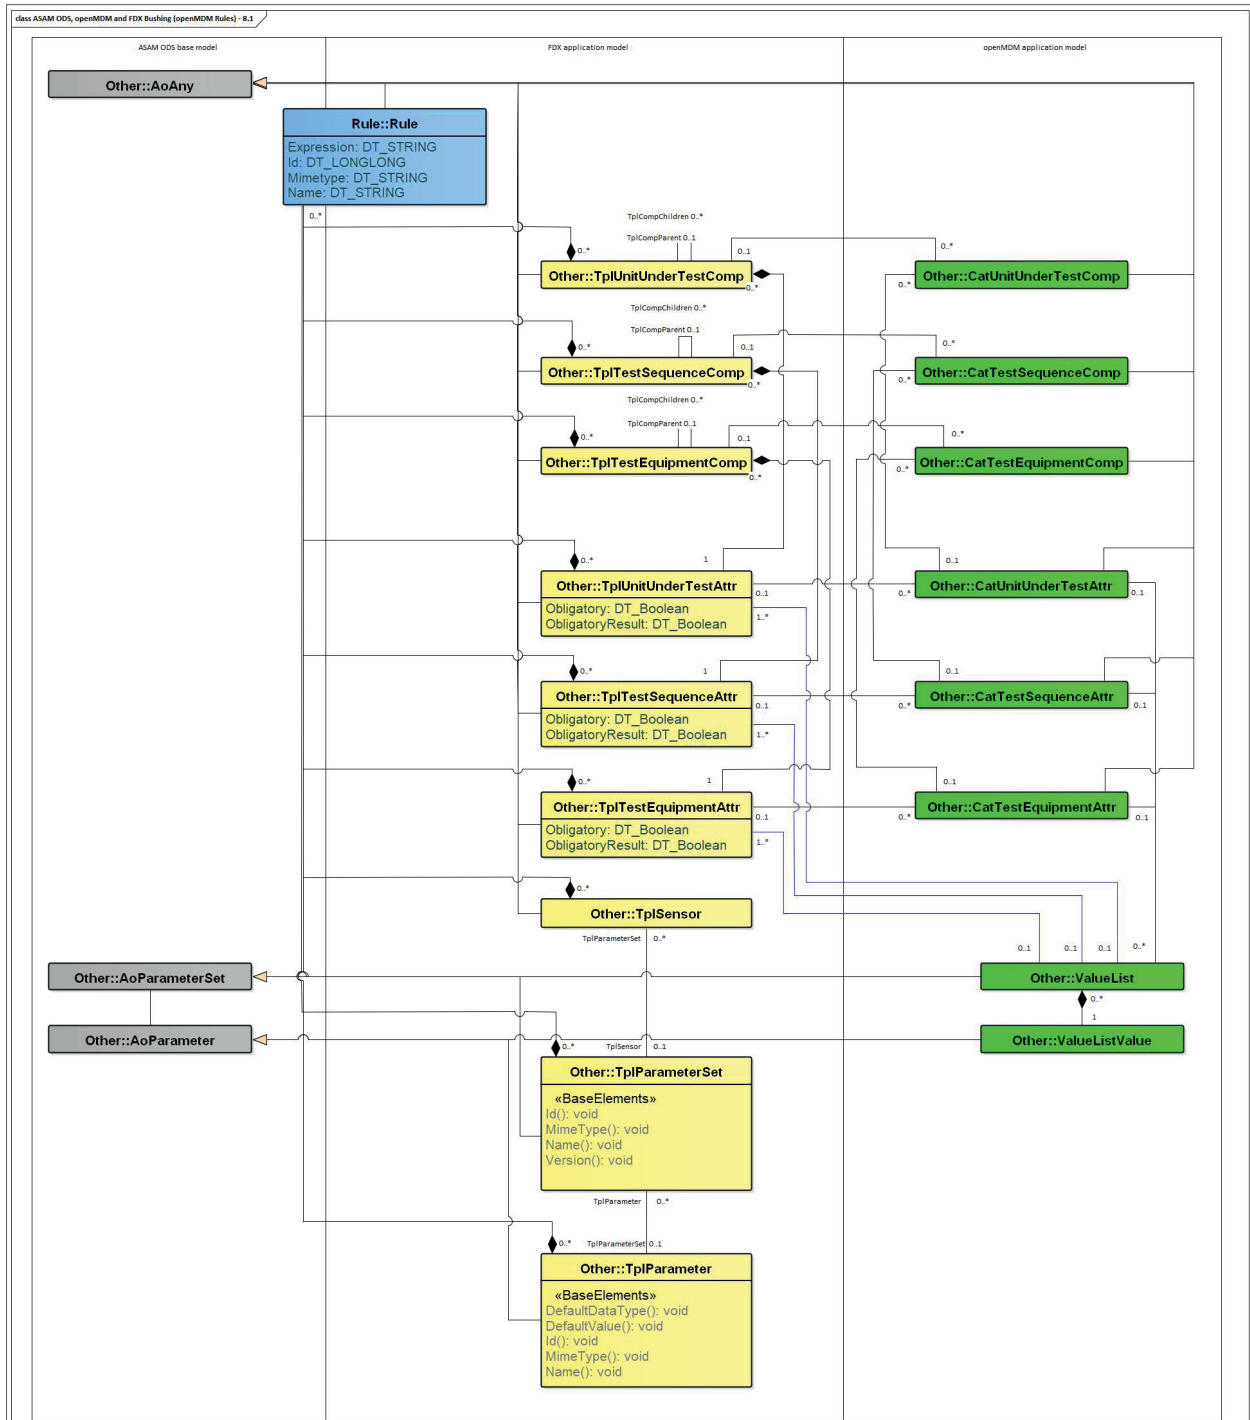 class ASAM ODS, openMDM and FDX Bushing (openMDM Rules) - 8.1
ASAM ODS base model
FDX application model
openMDM application model
Other::AoAny
Rule::Rule
Expression: DT_STRING
Id: DT_LONGLONG
Mimetype: DT_STRING
Name: DT_STRING
0..*
TplCompChildren 0..*
TplCompParent 0..1
0..*
0..1
0..*
Other::TplUnitUnderTestComp
0..*
Other::CatUnitUnderTestComp
0..*
TplCompChildren 0..*
TplCompParent 0..1
0..*
0..1
0..*
Other::TplTestSequenceComp
0..*
Other::CatTestSequenceComp
0..*
TplCompChildren 0..*
TplCompParent 0..1
0..*
0..1
0..*
Other::TplTestEquipmentComp
0..*
Other::CatTestEquipmentComp
0..*
0..*
1
0..1
Other::TplUnitUnderTestAttr
Obligatory: DT_Boolean
ObligatoryResult: DT_Boolean
0..1
1..*
0..*
Other::CatUnitUnderTestAttr
0..1
0..*
1
0..1
Other::TplTestSequenceAttr
Obligatory: DT_Boolean
ObligatoryResult: DT_Boolean
0..1
1..*
0..*
Other::CatTestSequenceAttr
0..1
0..*
1
0..1
Other::TplTestEquipmentAttr
Obligatory: DT_Boolean
ObligatoryResult: DT_Boolean
0..1
1..*
0..*
Other::CatTestEquipmentAttr
0..1
0..*
Other::TplSensor
TplParameterSet 0..*
0..1
0..1
0..1
0..*
Other::AoParameterSet
Other::ValueList
0..*
1
Other::AoParameter
Other::ValueListValue
0..*
TplSensor 0..1
Other::TplParameterSet
«BaseElements»
Id(): void
MimeType(): void
Name(): void
Version(): void
TplParameter 0..*
0..*
TplParameterSet 0..1
Other::TplParameter
«BaseElements»
DefaultDataType(): void
DefaultValue(): void
Id(): void
MimeType(): void
Name(): void